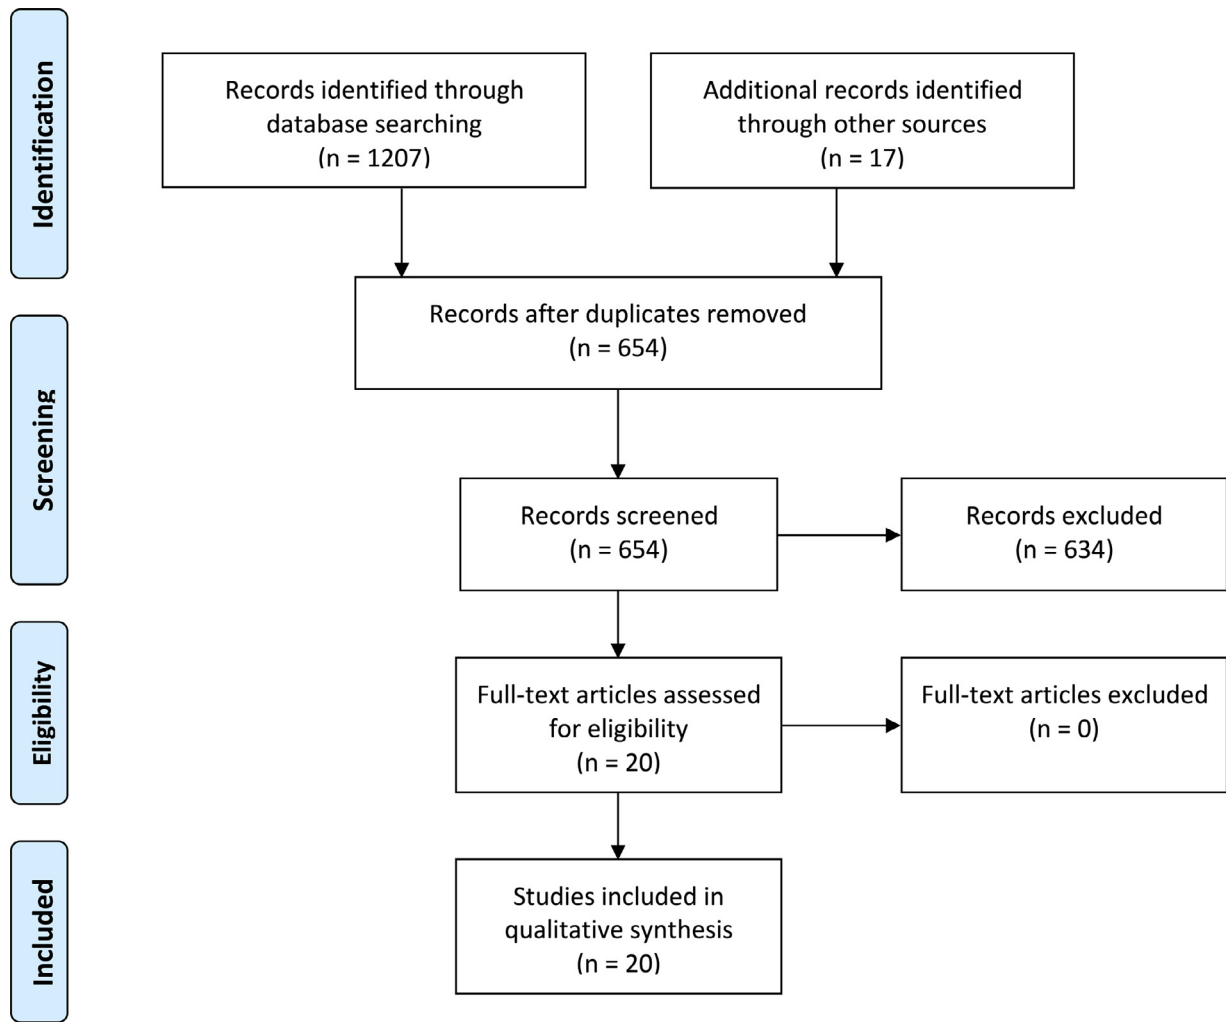 Identification
Records identified through
database searching
(n = 1207)
Additional records identified
through other sources
(n = 17)
Records after duplicates removed
(n = 654)
Screening
Records screened
(n = 654)
Records excluded
(n = 634)
Eligibility
Full-text articles assessed
for eligibility
(n = 20)
Full-text articles excluded
(n = 0)
Included
Studies included in
qualitative synthesis
(n = 20)